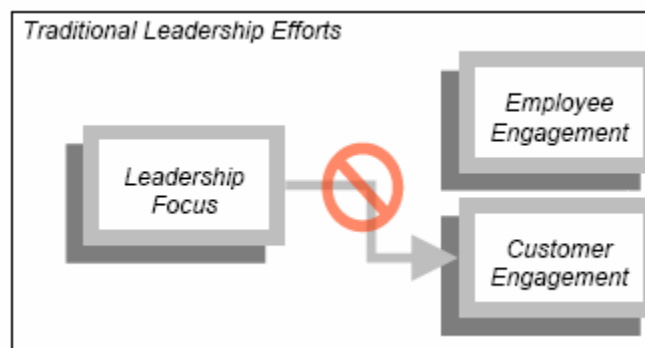 Traditional Leadership Efforts
Employee
Engagement
Leadership
Focus
Customer
Engagement